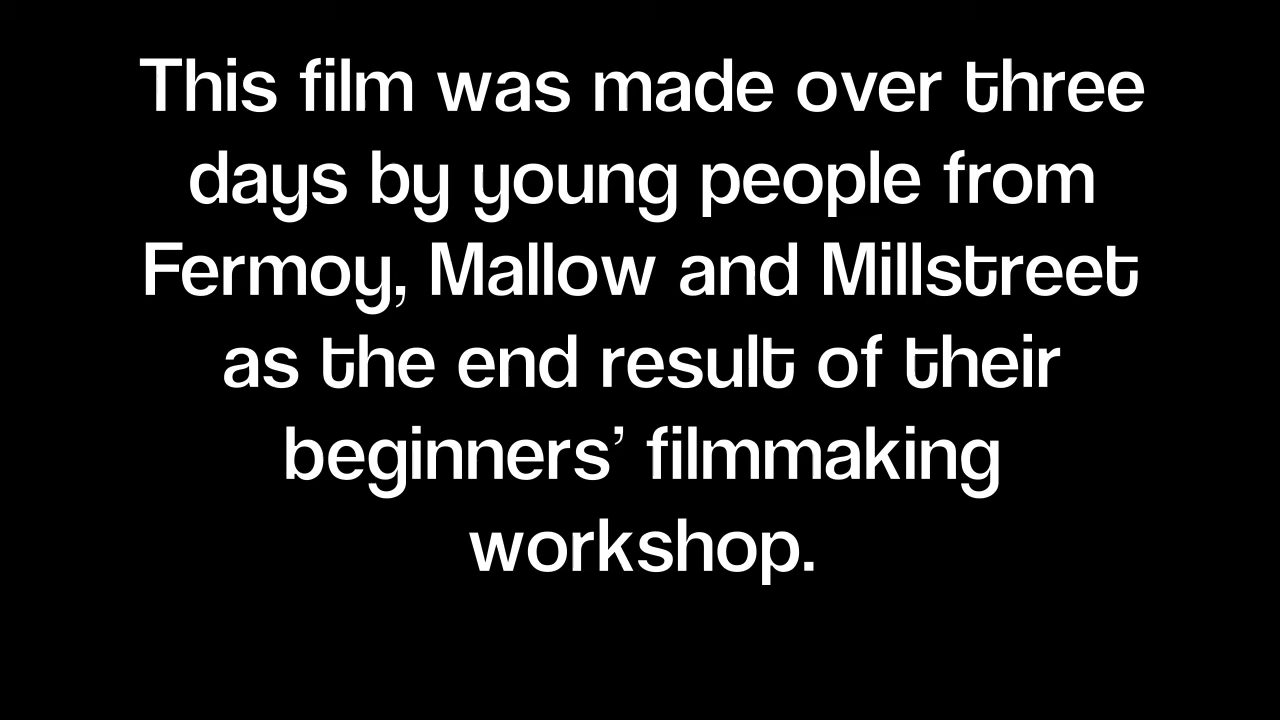 This film was made over three
days by young people from
Fermoy, Mallow and Millstreet
as the end result of their
beginners’ filmmaking
workshop.